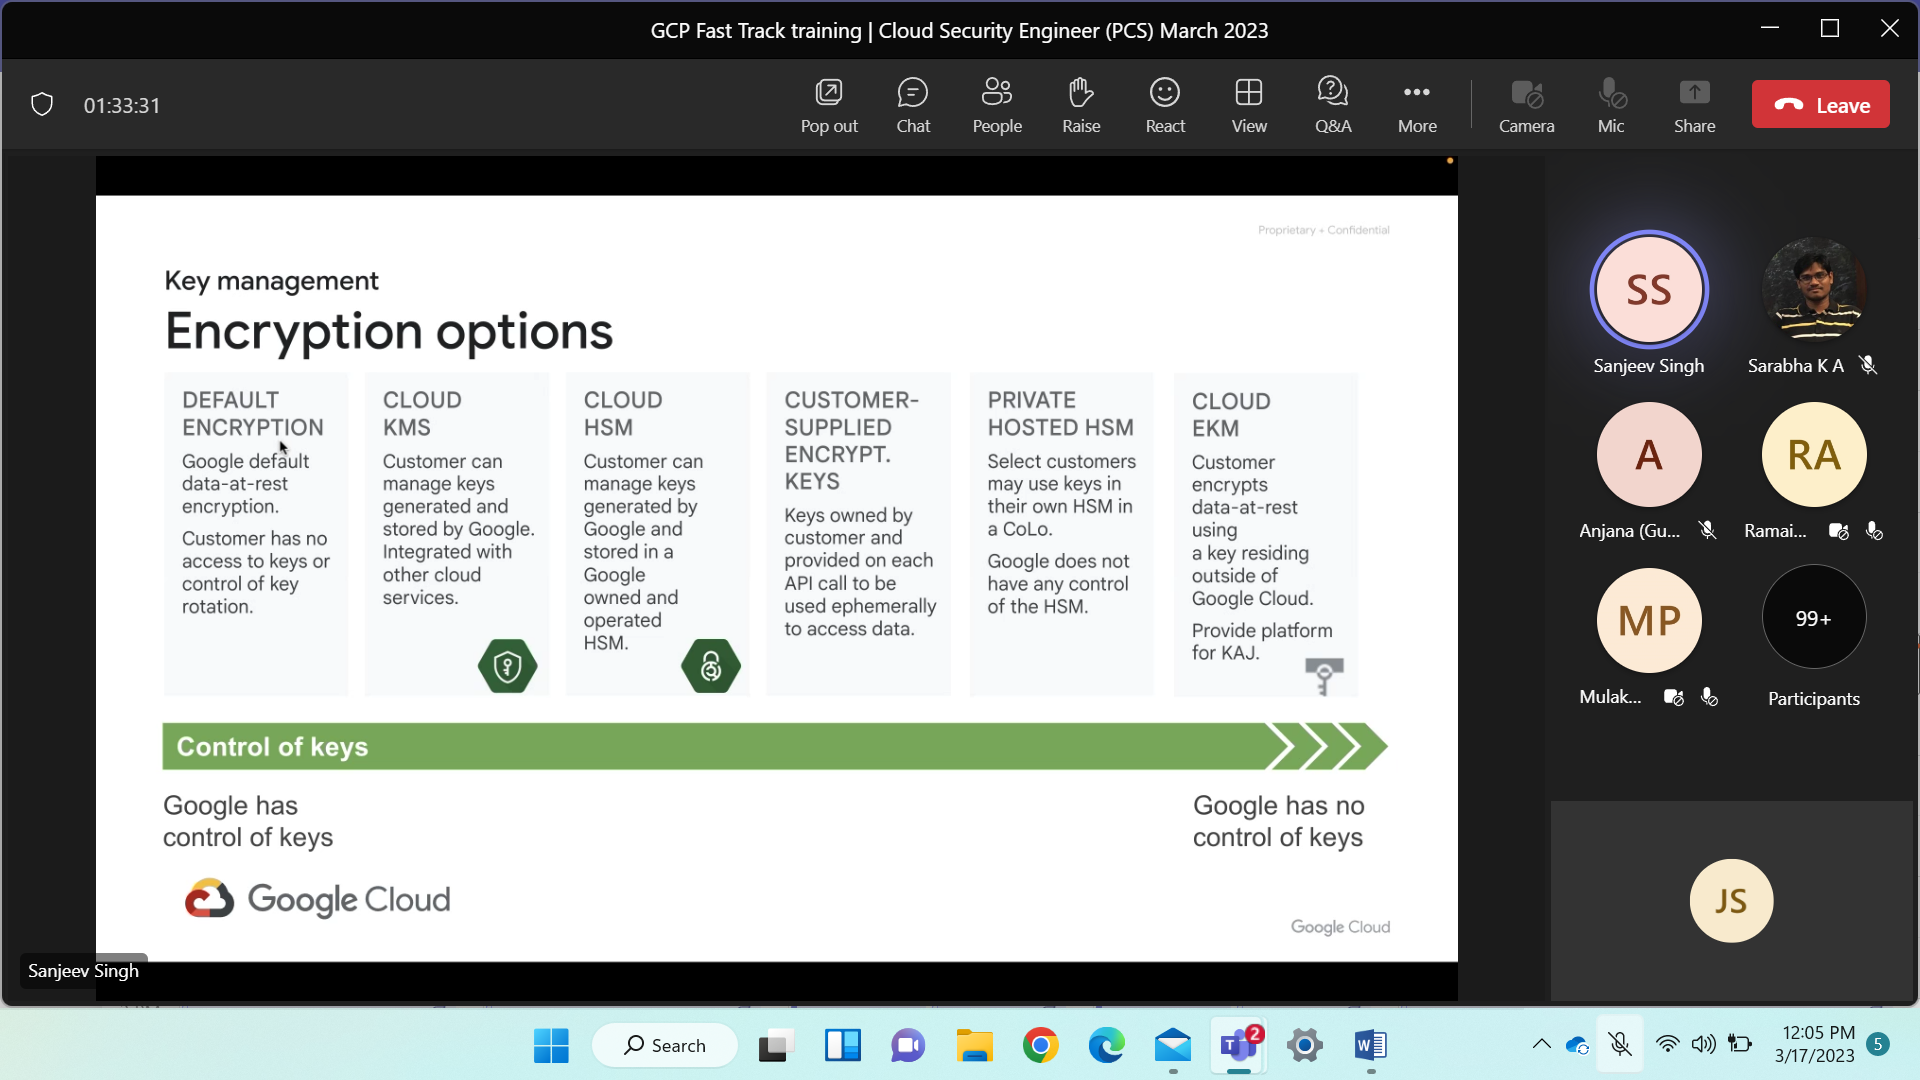 GCP Fast Track training | Cloud Security Engineer (PCS) March 2023
01:33:31
Pop out
Chat
People
Raise
React
View
Q&A
More
Camera
Mic
Share
Leave
Proprietary + Confidential
Key management
Encryption options
DEFAULT
ENCRYPTION
Google default
data-at-rest
encryption.
Customer has no
access to keys or
control of key
rotation.
CLOUD
KMS
Customer can
manage keys
generated and
stored by Google.
Integrated with
other cloud
services.
CLOUD
HSM
Customer can
manage keys
generated by
Google and
stored in a
Google
owned and
operated
HSM.
CUSTOMER-
SUPPLIED
ENCRYPT.
KEYS
Keys owned by
customer and
provided on each
API call to be
used ephemerally
to access data.
PRIVATE
HOSTED HSM
Select customers
may use keys in
their own HSM in
a CoLo.
Google does not
have any control
of the HSM.
CLOUD
EKM
Customer
encrypts
data-at-rest
using
a key residing
outside of
Google Cloud.
Provide platform
for KAJ.
Control of keys
Google has
control of keys
Google has no
control of keys
Google Cloud
Google Cloud
Sanjeev Singh
SS
Sanjeev Singh
Sarabha K A
A
Anjana (Gu...
RA
Ramai...
MP
Mulak...
99+
Participants
JS
Search
2
12:05 PM
3/17/2023
5